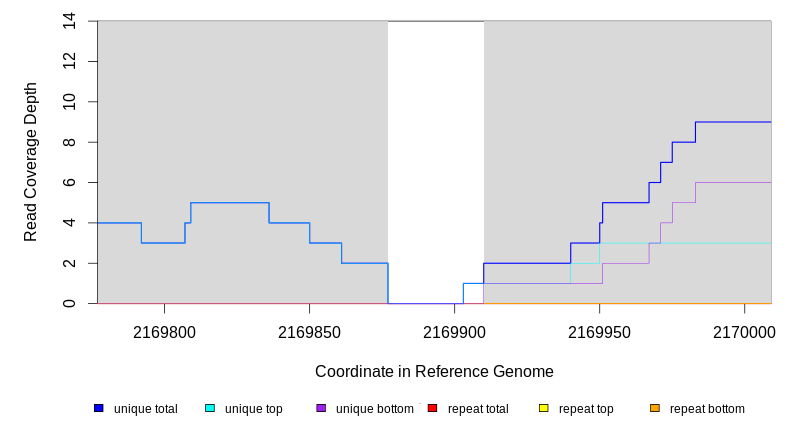 Read Coverage Depth
14
12
10
8
6
4
2
0
2169800 2169850 2169900 2169950 2170000
Coordinate in Reference Genome
unique total unique top unique bottom repeat total repeat top repeat bottom